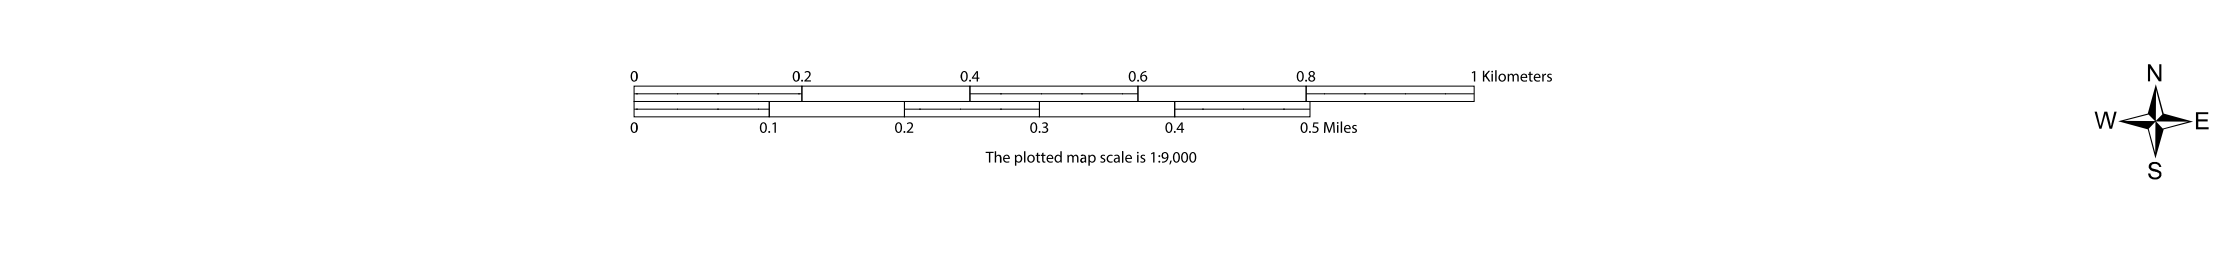 0 0.2 0.4 0.6 0.8 1 Kilometers
0 0.1 0.2 0.3 0.4 0.5 Miles
The plotted map scale is 1:9,000
N
W E
S